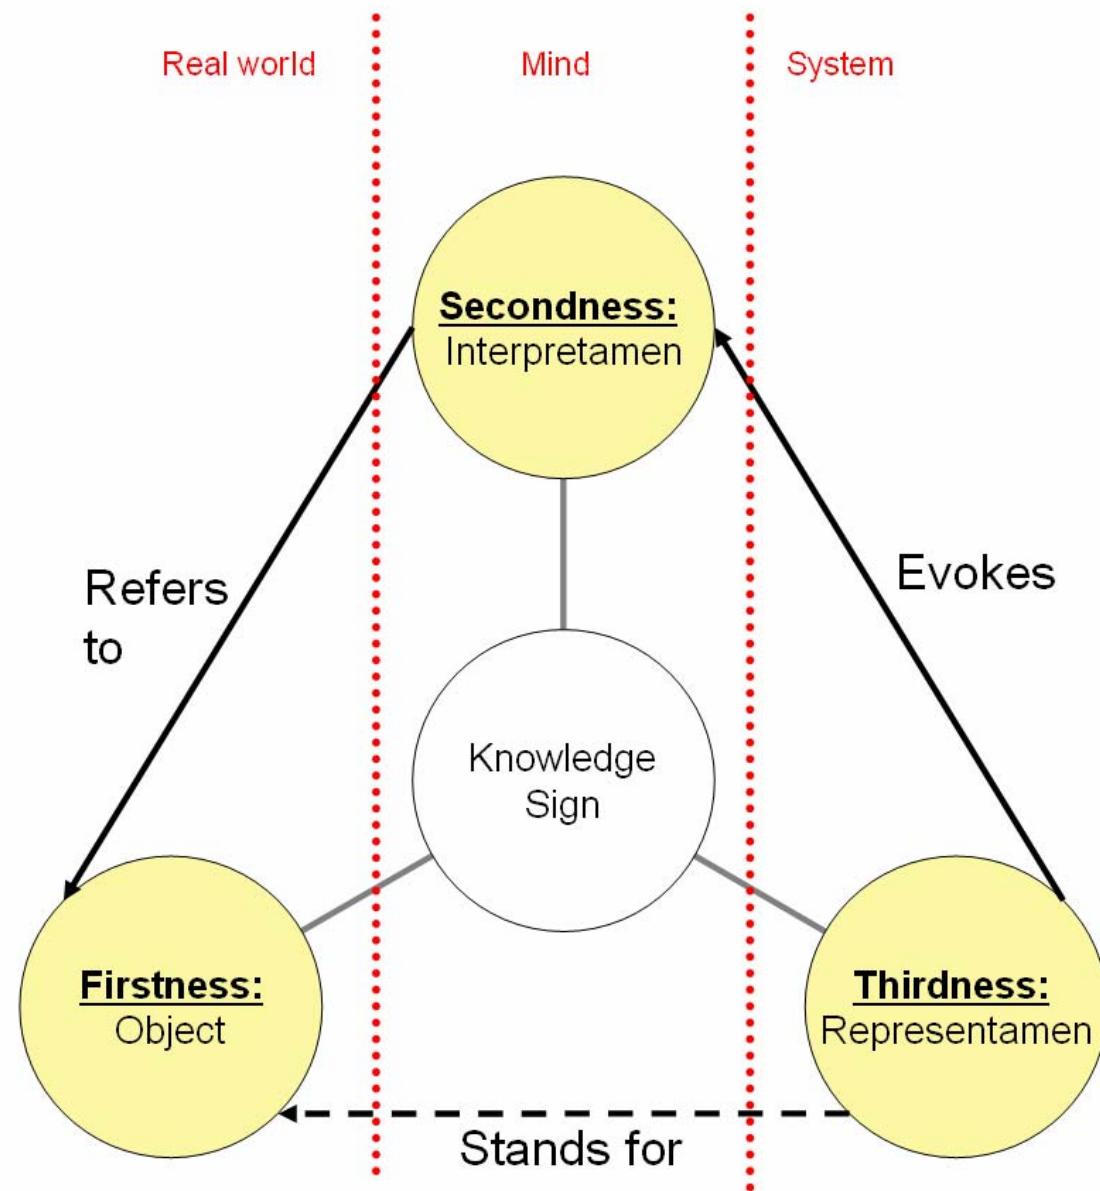 Real world
Mind
System
Secondness:
Interpretamen
Refers
to
Evokes
Knowledge
Sign
Firstness:
Object
Thirdness:
Representamen
Stands for